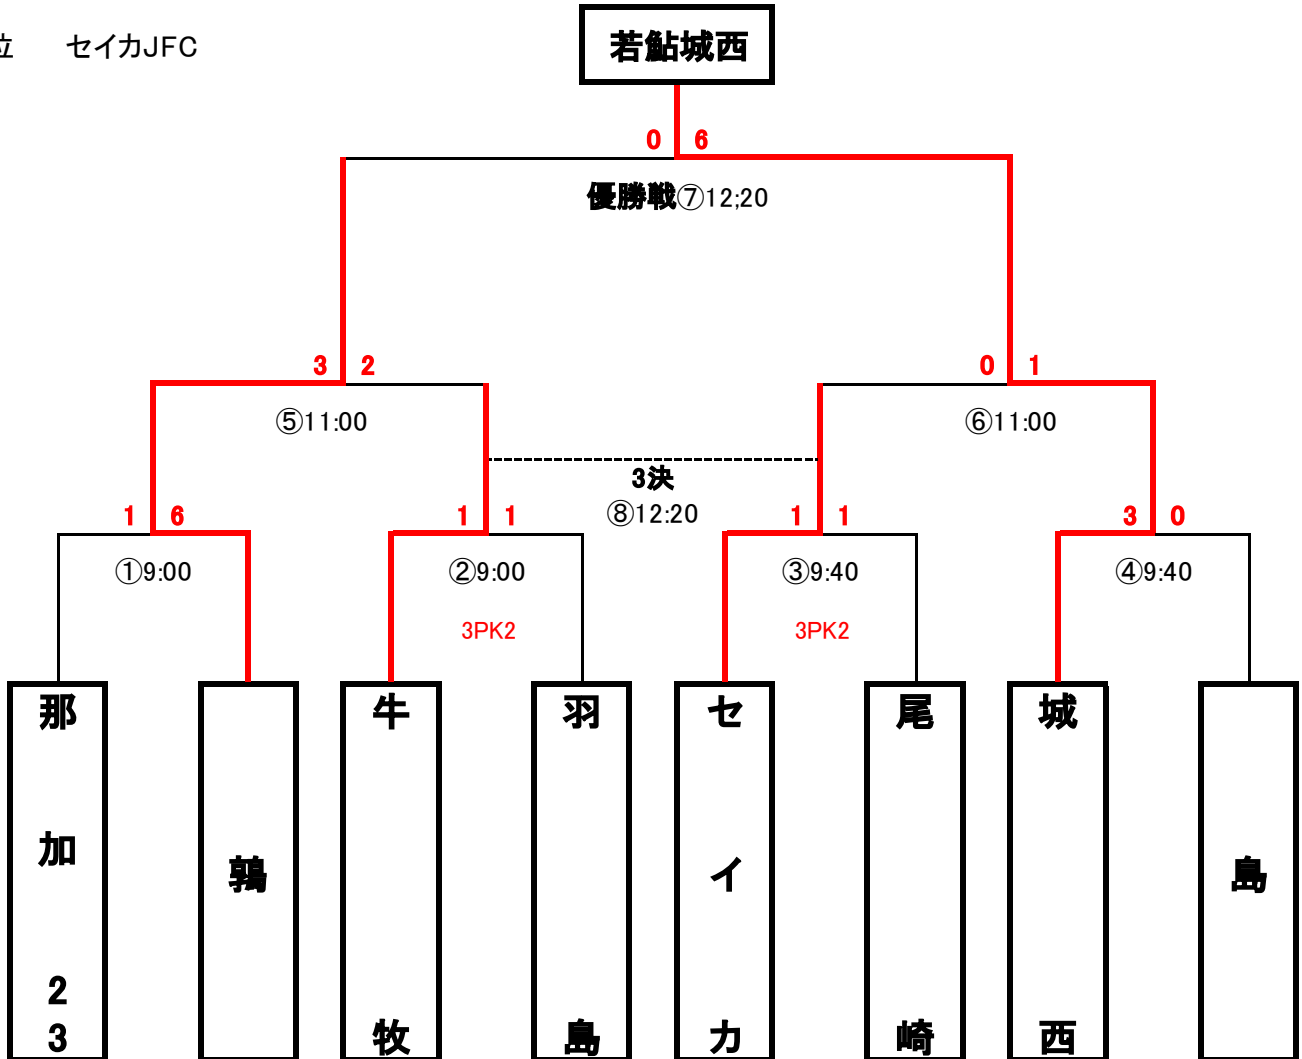 位　　セイカJFC
若鮎城西
0 6
優勝戦⑦12;20
3 2
0 1
⑤11:00
⑥11:00
3決
⑧12:20
1 6
1 1
1 1
3 0
①9:00
②9:00
③9:40
④9:40
3PK2
3PK2
那加23
鶉
牛牧
羽島
セイカ
尾崎
城西
島